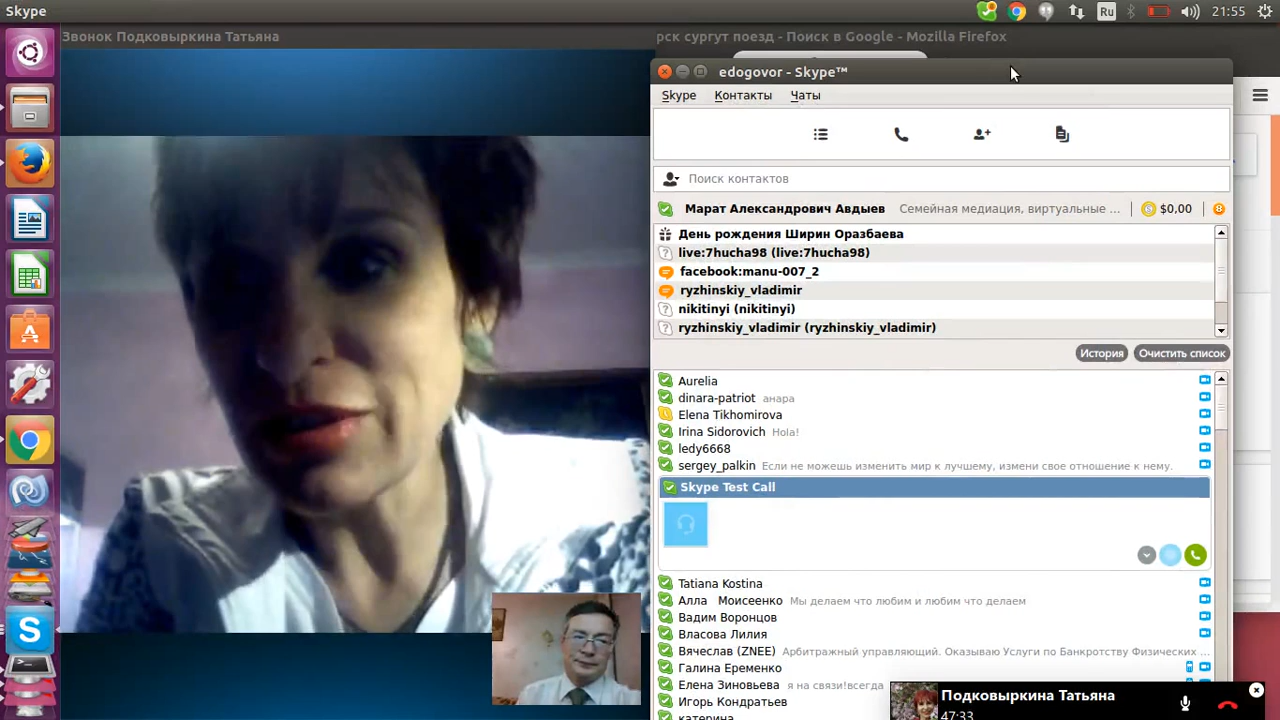 Skype
Ru
21:55
Звонок Подковыркина Татьяна
рск сургут поезд - Поиск в Google - Mozilla Firefox
edogovor - Skype™
Skype Контакты Чаты
Поиск контактов
Марат Александрович Авдыев Семейная медиация, виртуальные ... $0,00 8
День рождения Ширин Оразбаева
live:7hucha98 (live:7hucha98)
facebook:manu-007_2
ryzhinskiy_vladimir
nikitinyi (nikitinyi)
ryzhinskiy_vladimir (ryzhinskiy_vladimir)
История Очистить список
Aurelia
dinara-patriot анара
Elena Tikhomirova
Irina Sidorovich Hola!
ledy6668
sergey_palkin Если не можешь изменить мир к лучшему, измени свое отношение к нему.
Skype Test Call
Tatiana Kostina
Алла Моисеенко Мы делаем что любим и любим что делаем
Вадим Воронцов
Власова Лилия
Вячеслав (ZNEE) Арбитражный управляющий. Оказываю Услуги по Банкротству Физических ...
Галина Еременко
Елена Зиновьева я на связи!всегда
Игорь Кондратьев
катерина
Подковыркина Татьяна
47:33